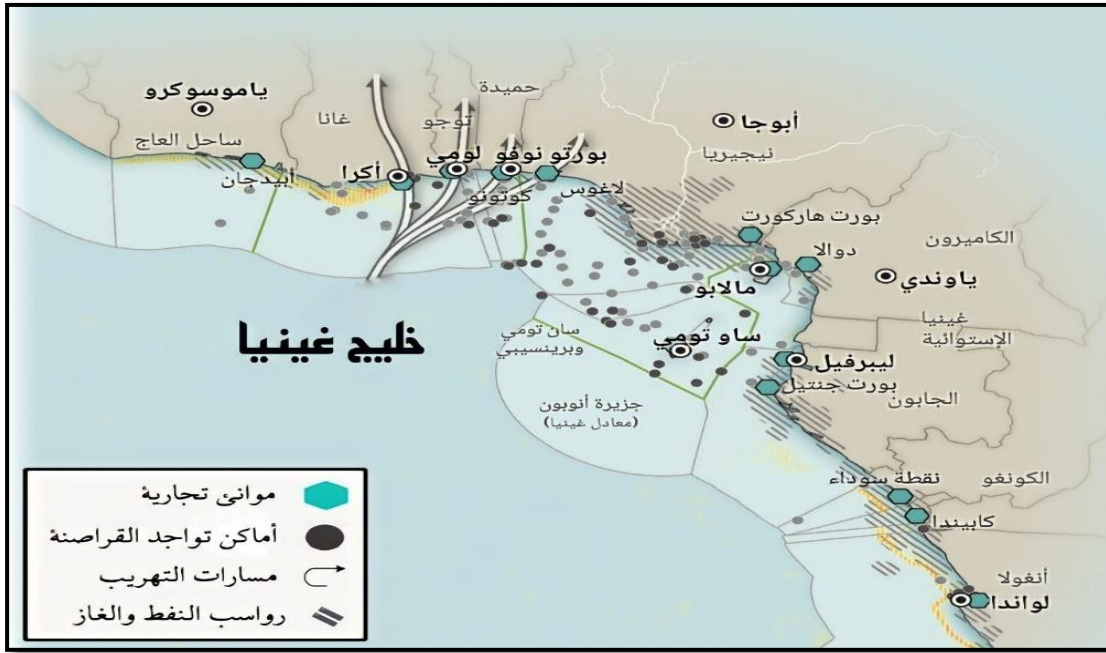 حميدة
ياموسوكرو
غانا
توجو
أبوجا
نيجيريا
ساحل العاج
بورتو نوفو
لومي
أكرا
أبيدجان
لاغوس
كوتونو
بورت هاركورت
دوالا
الكاميرون
مالابو
ياوندي
خليج غينيا
سان تومي
وبرينسيبي
ساو تومي
غينيا
الإستوائية
ليبرفيل
بورت جنتيل
الجابون
جزيرة أنوبون
(معادل غينيا)
نقطة سوداء
الكونغو
كابيندا
أنغولا
لواندا
موانئ تجارية
أماكن تواجد القراصنة
مسارات التهريب
رواسب النفط والغاز